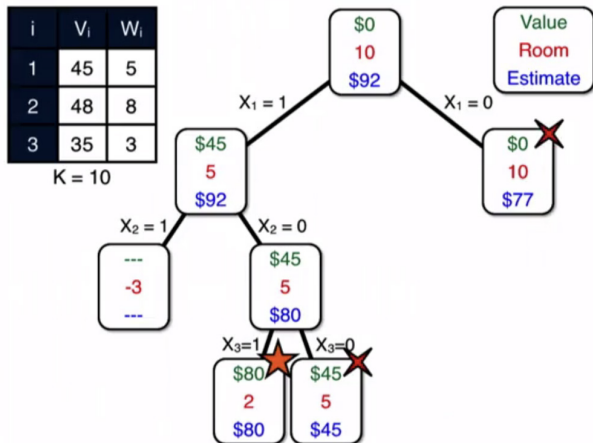 i Vᵢ Wᵢ
1 45 5
2 48 8
3 35 3
K = 10
$0
10
$92
Value
Room
Estimate
X₁ = 1
X₁ = 0
$45
5
$92
$0
10
$77
X₂ = 1
X₂ = 0
---
-3
---
$45
5
$80
X₃=1
X₃=0
$80
2
$80
$45
5
$45